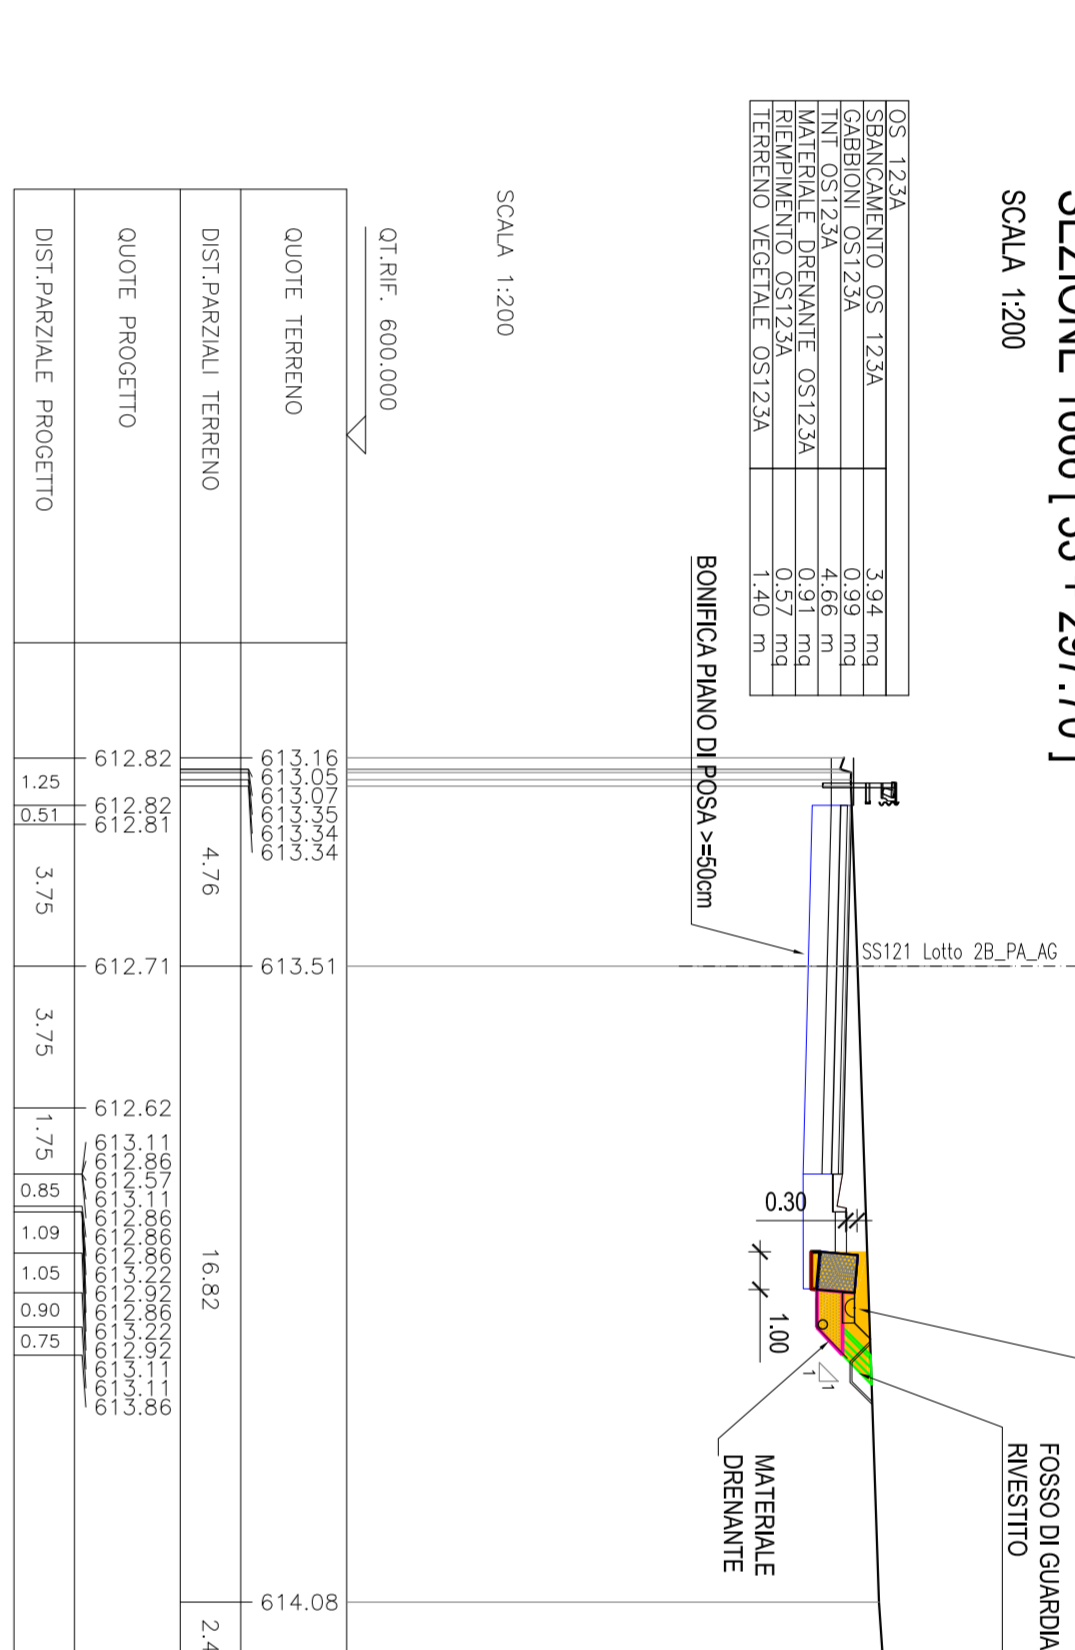 SCALA 1:200
OS 123A
SBANCAMENTO OS 123A 3.94 mq
GABBIONI OS123A 0.99 mq
TNT OS123A 4.66 m
MATERIALE DRENANTE OS123A 0.91 mq
RIEMPIMENTO OS123A 0.57 mq
TERRENO VEGETALE OS123A 1.40 m
BONIFICA PIANO DI POSA >=50cm
SS121 Lotto 2B_PA_AG
0.30
1.00
1
1
MATERIALE
DRENANTE
FOSSO DI GUARDIA
RIVESTITO
SCALA 1:200
QT.RIF. 600.000
QUOTE TERRENO
613.16
613.05
613.07
613.35
613.34
613.34
613.51
614.08
DIST.PARZIALI TERRENO
4.76
16.82
QUOTE PROGETTO
612.82
612.82
612.81
612.71
612.62
613.11
612.86
612.57
613.11
612.86
612.86
612.86
613.22
612.92
612.86
613.22
612.92
613.11
613.11
613.86
DIST.PARZIALE PROGETTO
1.25
0.51
3.75
3.75
1.75
0.85
1.09
1.05
0.90
0.75